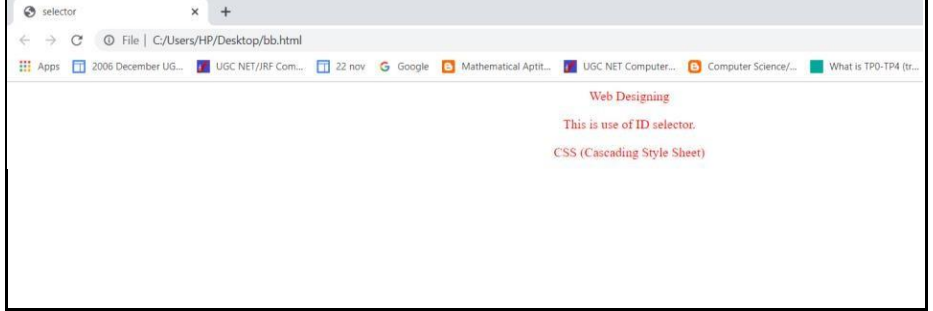 selector
File | C:/Users/HP/Desktop/bb.html
Apps 2006 December UG... UGC NET/JRF Com... 22 nov Google Mathematical Aptit... UGC NET Computer... Computer Science/... What is TP0-TP4 (tr...
Web Designing
This is use of ID selector.
CSS (Cascading Style Sheet)